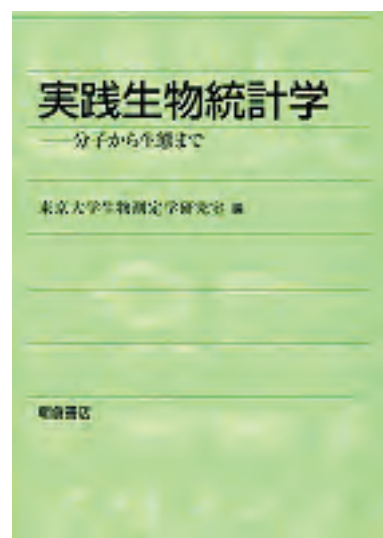 実践生物統計学
——分子から生態まで
東京大学生物測定学研究室 編
朝倉書店